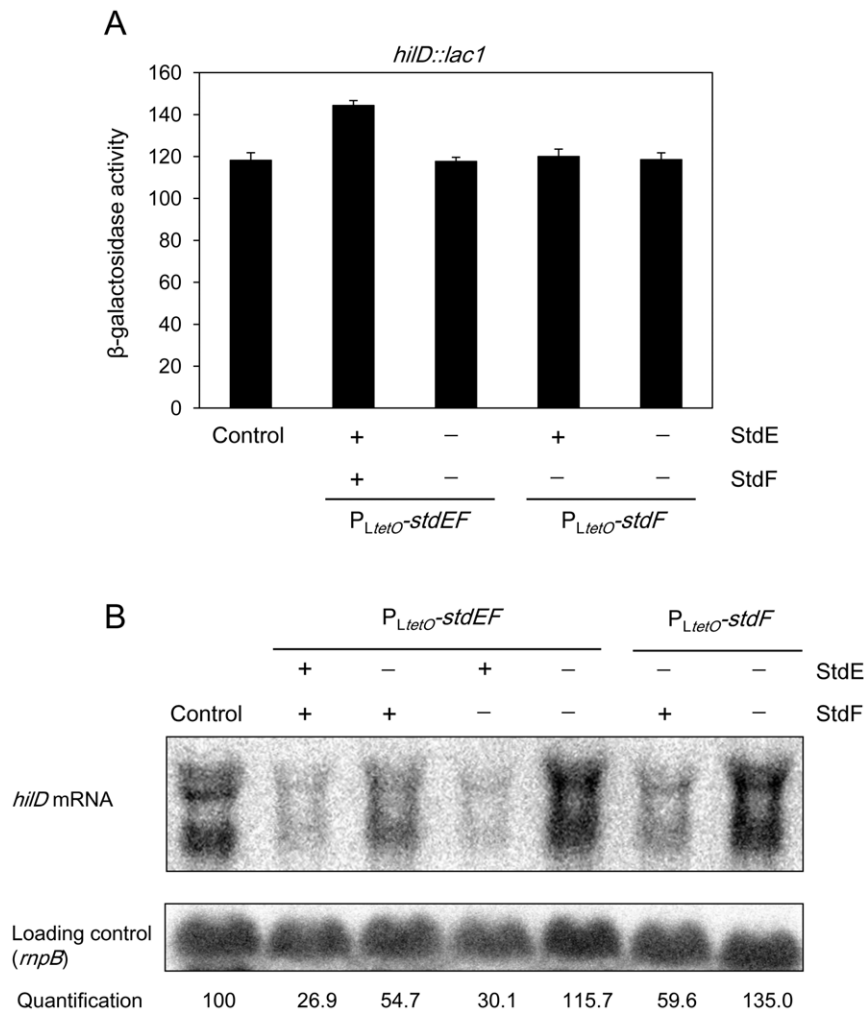 A
hilD::lac1
β-galactosidase activity
160
140
120
100
80
60
40
20
0
Control + − + − StdE
+ − − − StdF
PLtetO-stdEF PLtetO-stdF
B
PLtetO-stdEF PLtetO-stdF
+ − + − − − StdE
Control + + − − + − StdF
hilD mRNA
Loading control
(rnpB)
Quantification 100 26.9 54.7 30.1 115.7 59.6 135.0